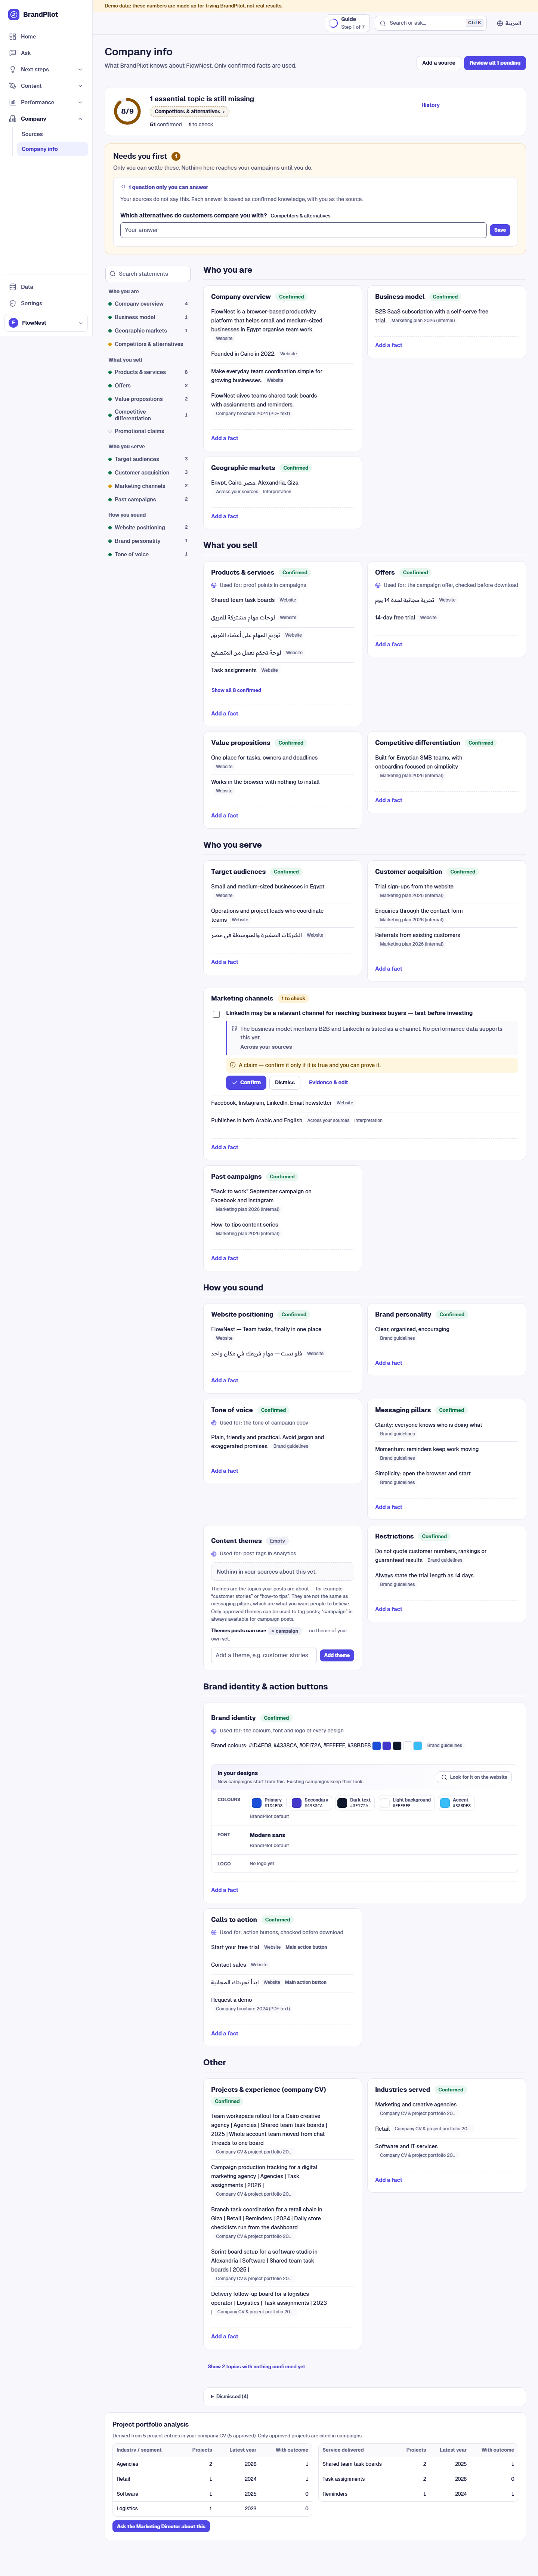 Demo data: these numbers are made-up for trying BrandPilot, not real results.
BrandPilot
Home
Ask
Next steps
Content
Performance
Company
Sources
Company info
Data
Settings
F FlowNest
Guide
Step 1 of 7
Search or ask...
Ctrl K
العربية
Company info
What BrandPilot knows about FlowNest. Only confirmed facts are used.
Add a source
Review all 1 pending
8/9
1 essential topic is still missing
Competitors & alternatives ›
51 confirmed 1 to check
History
Needs you first 1
Only you can settle these. Nothing here reaches your campaigns until you do.
1 question only you can answer
Your sources do not say this. Each answer is saved as confirmed knowledge, with you as the source.
Which alternatives do customers compare you with? Competitors & alternatives
Your answer
Save
Search statements
Who you are
Company overview 4
Business model 1
Geographic markets 1
Competitors & alternatives
What you sell
Products & services 8
Offers 2
Value propositions 2
Competitive differentiation 1
Promotional claims
Who you serve
Target audiences 3
Customer acquisition 3
Marketing channels 2
Past campaigns 2
How you sound
Website positioning 2
Brand personality 1
Tone of voice 1
Who you are
Company overview Confirmed
FlowNest is a browser-based productivity
platform that helps small and medium-sized
businesses in Egypt organise team work.
Website
Founded in Cairo in 2022. Website
Make everyday team coordination simple for
growing businesses. Website
FlowNest gives teams shared task boards
with assignments and reminders.
Company brochure 2024 (PDF text)
Add a fact
Business model Confirmed
B2B SaaS subscription with a self-serve free
trial. Marketing plan 2026 (internal)
Add a fact
Geographic markets Confirmed
Egypt, Cairo, مصر, Alexandria, Giza
Across your sources Interpretation
Add a fact
What you sell
Products & services Confirmed
Used for: proof points in campaigns
Shared team task boards Website
لوحات مهام مشتركة للفريق Website
توزيع المهام على أعضاء الفريق Website
لوحة تحكم تعمل من المتصفح Website
Task assignments Website
Show all 8 confirmed
Add a fact
Offers Confirmed
Used for: the campaign offer, checked before download
تجربة مجانية لمدة 14 يوم Website
14-day free trial Website
Add a fact
Value propositions Confirmed
One place for tasks, owners and deadlines
Website
Works in the browser with nothing to install
Website
Add a fact
Competitive differentiation Confirmed
Built for Egyptian SMB teams, with
onboarding focused on simplicity
Marketing plan 2026 (internal)
Add a fact
Who you serve
Target audiences Confirmed
Small and medium-sized businesses in Egypt
Website
Operations and project leads who coordinate
teams Website
الشركات الصغيرة والمتوسطة في مصر Website
Add a fact
Customer acquisition Confirmed
Trial sign-ups from the website
Marketing plan 2026 (internal)
Enquiries through the contact form
Marketing plan 2026 (internal)
Referrals from existing customers
Marketing plan 2026 (internal)
Add a fact
Marketing channels 1 to check
LinkedIn may be a relevant channel for reaching business buyers — test before investing
The business model mentions B2B and LinkedIn is listed as a channel. No performance data supports
this yet.
Across your sources
A claim — confirm it only if it is true and you can prove it.
Confirm
Dismiss
Evidence & edit
Facebook, Instagram, LinkedIn, Email newsletter Website
Publishes in both Arabic and English Across your sources Interpretation
Add a fact
Past campaigns Confirmed
"Back to work" September campaign on
Facebook and Instagram
Marketing plan 2026 (internal)
How-to tips content series
Marketing plan 2026 (internal)
Add a fact
How you sound
Website positioning Confirmed
FlowNest — Team tasks, finally in one place
Website
فلو نست — مهام فريقك في مكان واحد Website
Add a fact
Brand personality Confirmed
Clear, organised, encouraging
Brand guidelines
Add a fact
Tone of voice Confirmed
Used for: the tone of campaign copy
Plain, friendly and practical. Avoid jargon and
exaggerated promises. Brand guidelines
Add a fact
Messaging pillars Confirmed
Clarity: everyone knows who is doing what
Brand guidelines
Momentum: reminders keep work moving
Brand guidelines
Simplicity: open the browser and start
Brand guidelines
Add a fact
Content themes Empty
Used for: post tags in Analytics
Nothing in your sources about this yet.
Themes are the topics your posts are about — for example
"customer stories" or "how-to". They are not the same as
messaging pillars, which are what you want people to believe.
Only approved themes can be used to tag posts; "campaign" is
always available for campaign posts.
Themes posts can use: • campaign — no theme of your
own yet.
Add a theme, e.g. customer stories
Add theme
Restrictions Confirmed
Do not quote customer numbers, rankings or
guaranteed results Brand guidelines
Always state the trial length as 14 days
Brand guidelines
Add a fact
Brand identity & action buttons
Brand identity Confirmed
Used for: the colours, font and logo of every design
Brand colours: #1D4ED8, #4338CA, #0F172A, #FFFFFF, #38BDF8 Brand guidelines
In your designs
New campaigns start from this. Existing campaigns keep their look.
Look for it on the website
COLOURS
Primary
#1D4ED8
Secondary
#4338CA
Dark text
#0F172A
Light background
#FFFFFF
Accent
#38BDF8
BrandPilot default
FONT
Modern sans
BrandPilot default
LOGO
No logo yet.
Add a fact
Calls to action Confirmed
Used for: action buttons, checked before download
Start your free trial Website Main action button
Contact sales Website
ابدأ تجربتك المجانية Website Main action button
Request a demo
Company brochure 2024 (PDF text)
Add a fact
Other
Projects & experience (company CV)
Confirmed
Team workspace rollout for a Cairo creative
agency | Agencies | Shared team task boards |
2025 | Whole account team moved from chat
threads to one board
Company CV & project portfolio 20...
Campaign production tracking for a digital
marketing agency | Agencies | Task
assignments | 2026 |
Company CV & project portfolio 20...
Branch task coordination for a retail chain in
Giza | Retail | Reminders | 2024 | Daily store
checklists run from the dashboard
Company CV & project portfolio 20...
Sprint board setup for a software studio in
Alexandria | Software | Shared team task
boards | 2025 |
Company CV & project portfolio 20...
Delivery follow-up board for a logistics
operator | Logistics | Task assignments | 2023
| Company CV & project portfolio 20...
Add a fact
Industries served Confirmed
Marketing and creative agencies
Company CV & project portfolio 20...
Retail Company CV & project portfolio 20...
Software and IT services
Company CV & project portfolio 20...
Add a fact
Show 2 topics with nothing confirmed yet
Dismissed (4)
Project portfolio analysis
Derived from 5 project entries in your company CV (5 approved). Only approved projects are cited in campaigns.
Industry / segment Projects Latest year With outcome
Agencies 2 2026 1
Retail 1 2024 1
Software 1 2025 0
Logistics 1 2023 0
Service delivered Projects Latest year With outcome
Shared team task boards 2 2025 1
Task assignments 2 2026 0
Reminders 1 2024 1
Ask the Marketing Director about this